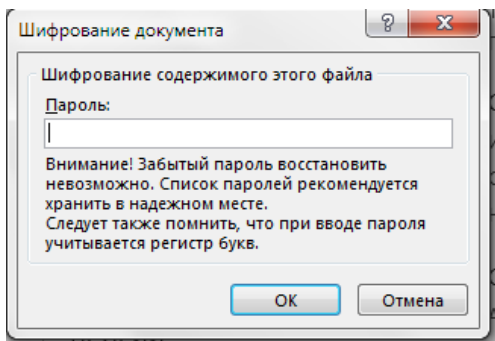 Шифрование документа
Шифрование содержимого этого файла
Пароль:
Внимание! Забытый пароль восстановить
невозможно. Список паролей рекомендуется
хранить в надежном месте.
Следует также помнить, что при вводе пароля
учитывается регистр букв.
ОК Отмена